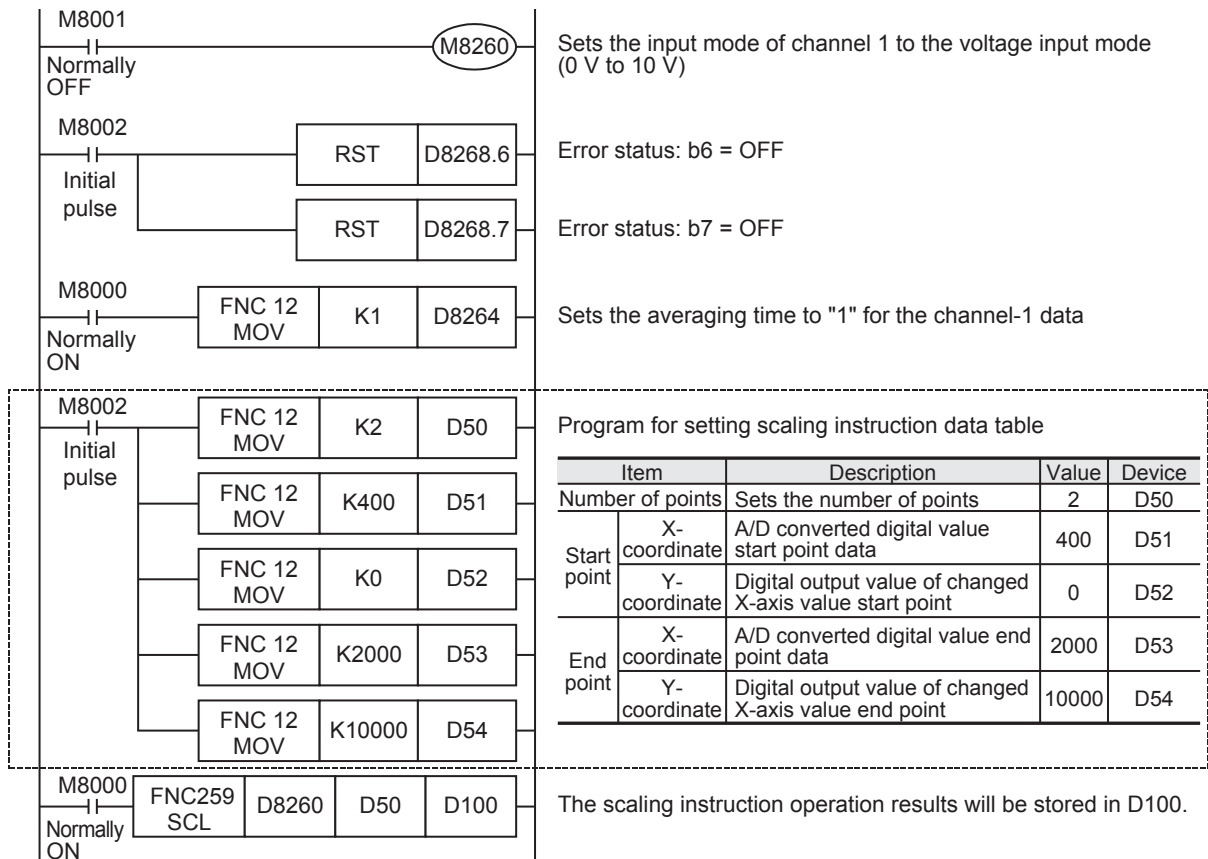 M8001
M8260
Normally
OFF
Sets the input mode of channel 1 to the voltage input mode
(0 V to 10 V)
M8002
Initial
pulse
RST D8268.6
Error status: b6 = OFF
RST D8268.7
Error status: b7 = OFF
M8000
Normally
ON
FNC 12
MOV
K1 D8264
Sets the averaging time to "1" for the channel-1 data
M8002
Initial
pulse
FNC 12
MOV
K2 D50
FNC 12
MOV
K400 D51
FNC 12
MOV
K0 D52
FNC 12
MOV
K2000 D53
FNC 12
MOV
K10000 D54
Program for setting scaling instruction data table
Item Description Value Device
Number of points Sets the number of points 2 D50
Start
point
X-
coordinate
A/D converted digital value
start point data
400 D51
Y-
coordinate
Digital output value of changed
X-axis value start point
0 D52
End
point
X-
coordinate
A/D converted digital value end
point data
2000 D53
Y-
coordinate
Digital output value of changed
X-axis value end point
10000 D54
M8000
Normally
ON
FNC259
SCL
D8260 D50 D100
The scaling instruction operation results will be stored in D100.